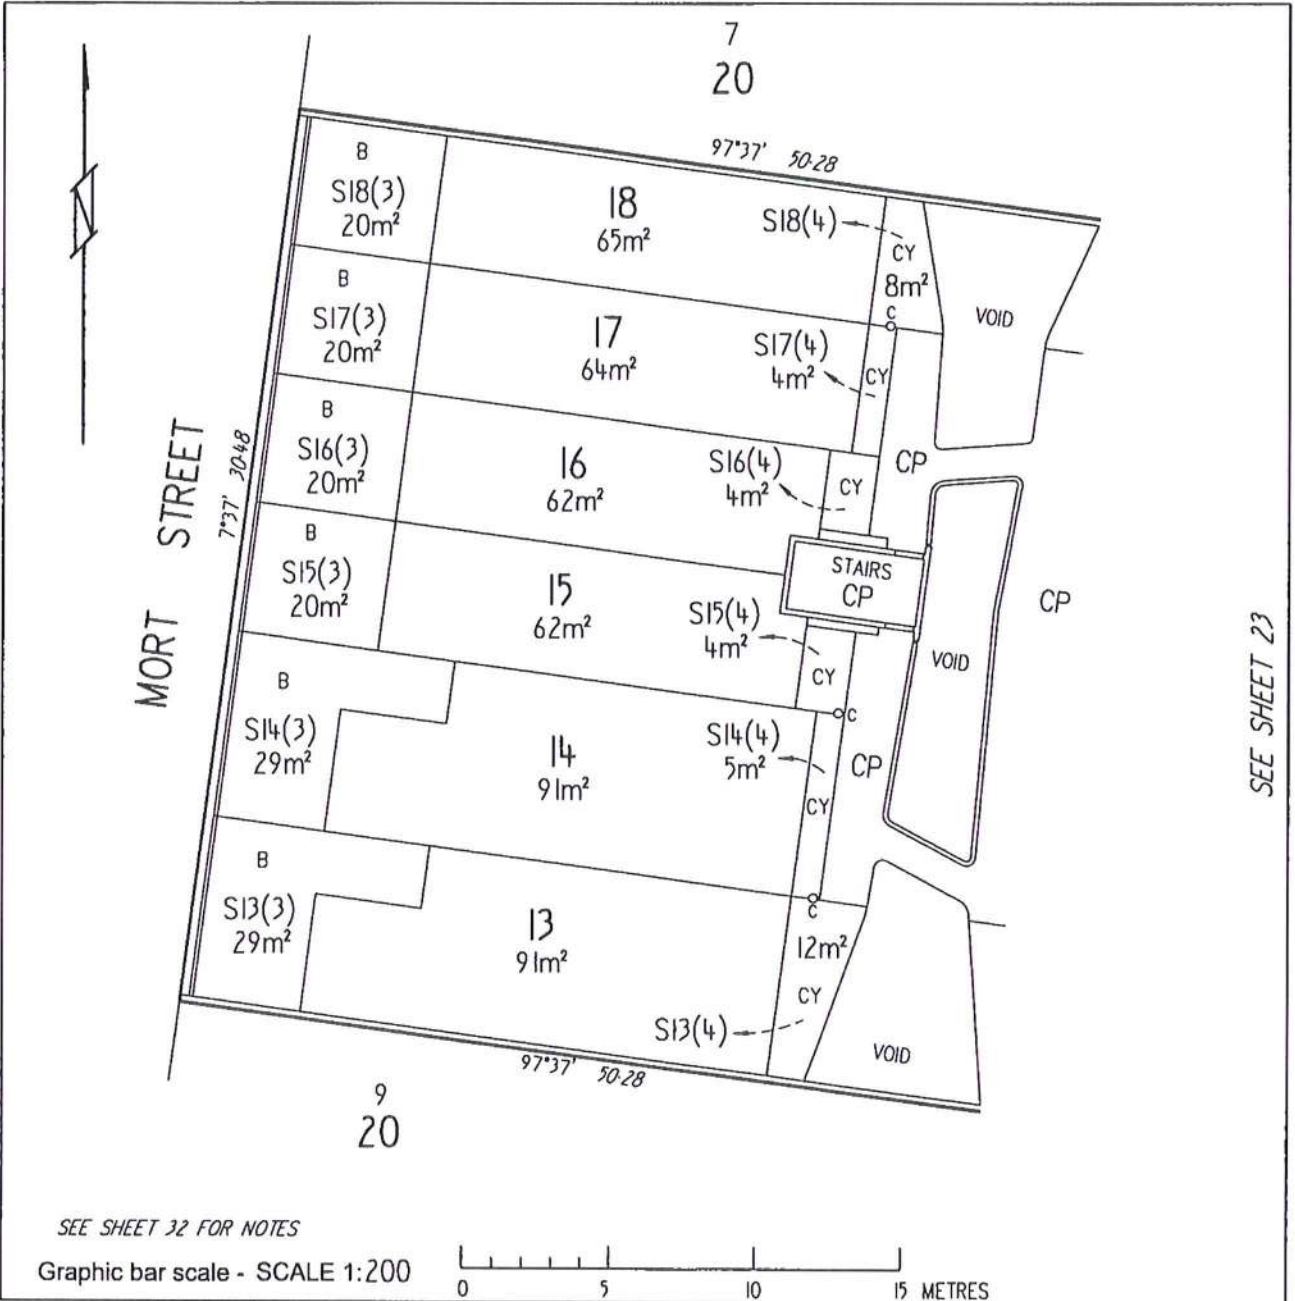 7
20
97°37' 50·28
B
S18(3)
20m²
18
65m²
S18(4)
CY
8m²
VOID
C
B
S17(3)
20m²
17
64m²
S17(4)
4m²
CY
B
S16(3)
20m²
16
62m²
S16(4)
4m²
CY
CP
MORT STREET
7°37' 30·48
B
S15(3)
20m²
15
62m²
STAIRS
CP
S15(4)
4m²
CY
VOID
CP
SEE SHEET 23
B
S14(3)
29m²
14
91m²
S14(4)
5m²
C
CP
CY
B
S13(3)
29m²
13
91m²
C
12m²
CY
S13(4)
VOID
97°37' 50·28
9
20
SEE SHEET 32 FOR NOTES
Graphic bar scale - SCALE 1:200
0 5 10 15 METRES